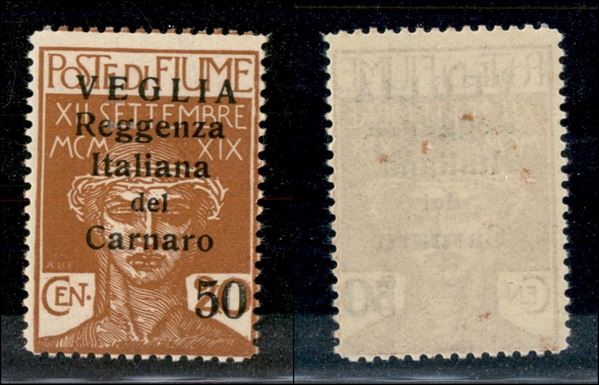 POSTE DI FIUME
VEGLIA
XII SETTEMBRE
Reggenza
MCM XIX
Italiana
del
Carnaro
CEN. 50